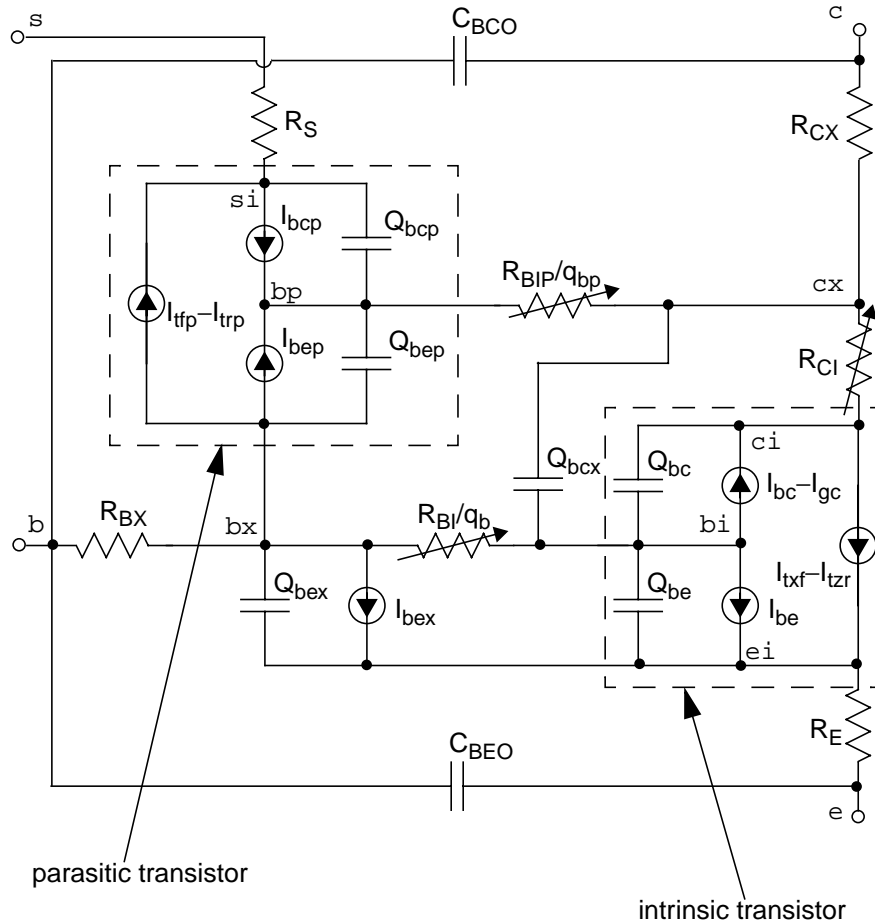 s
C_BCO
c
R_S
R_CX
si
I_bcp
Q_bcp
R_BIP/q_bp
cx
bp
I_tfp–I_trp
I_bep
Q_bep
R_CI
ci
Q_bcx
Q_bc
I_bc–I_gc
b
R_BX
bx
R_BI/q_b
bi
Q_bex
I_bex
Q_be
I_be
I_txf–I_tzr
ei
R_E
C_BEO
e
parasitic transistor
intrinsic transistor